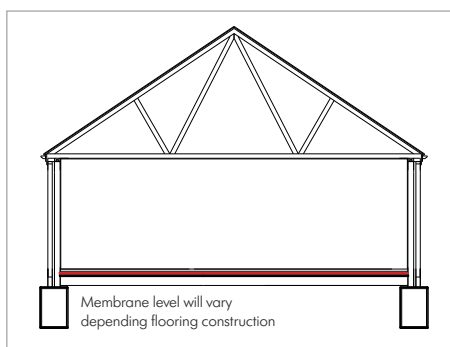 Membrane level will vary
depending flooring construction